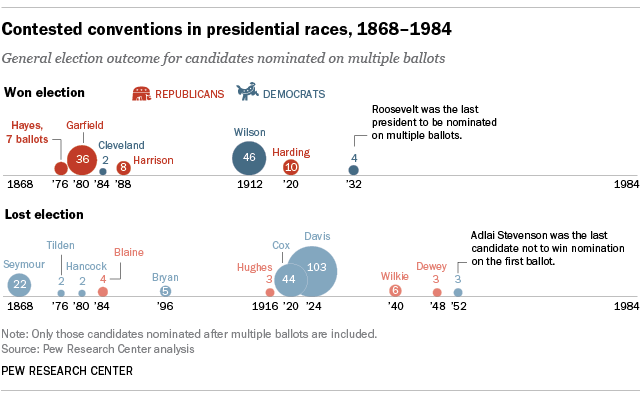 Contested conventions in presidential races, 1868–1984
General election outcome for candidates nominated on multiple ballots
Won election
REPUBLICANS
DEMOCRATS
Roosevelt was the last
president to be nominated
on multiple ballots.
Hayes,
7 ballots
Garfield
36
Cleveland
2
Harrison
8
Wilson
46
Harding
10
4
1868 '76 '80 '84 '88 1912 '20 '32 1984
Lost election
Adlai Stevenson was the last
candidate not to win nomination
on the first ballot.
Seymour
22
Tilden
2
Hancock
2
Blaine
4
Bryan
5
Hughes
3
Cox
44
Davis
103
Wilkie
6
Dewey
3
3
1868 '76 '80 '84 '96 1916 '20 '24 '40 '48 '52 1984
Note: Only those candidates nominated after multiple ballots are included.
Source: Pew Research Center analysis
PEW RESEARCH CENTER